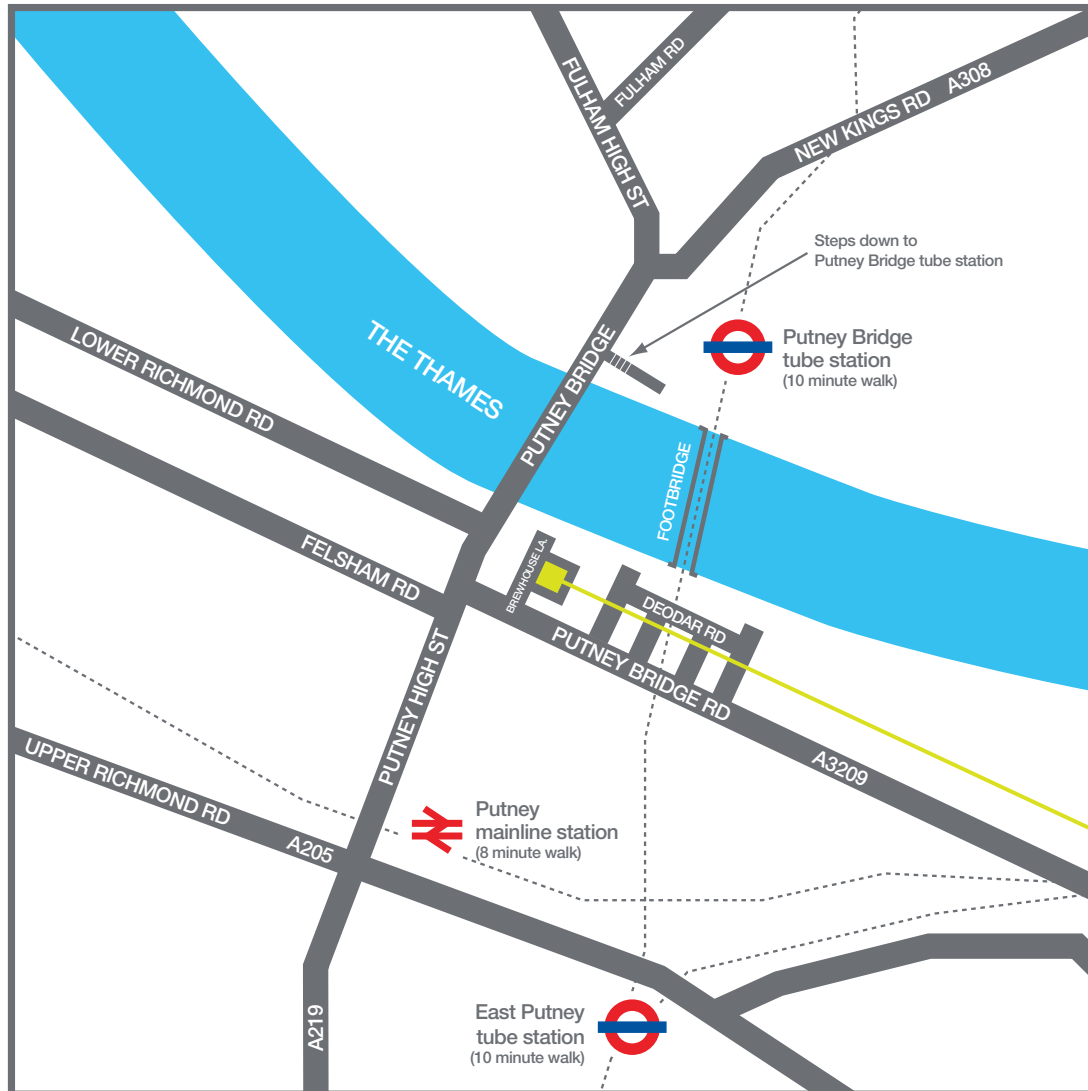 FULHAM RD
FULHAM HIGH ST
NEW KINGS RD A308
Steps down to
Putney Bridge tube station
Putney Bridge
tube station
(10 minute walk)
THE THAMES
PUTNEY BRIDGE
LOWER RICHMOND RD
FOOTBRIDGE
FELSHAM RD
BREWHOUSE LA.
DEODAR RD
PUTNEY BRIDGE RD
A3209
PUTNEY HIGH ST
UPPER RICHMOND RD
A205
Putney
mainline station
(8 minute walk)
A219
East Putney
tube station
(10 minute walk)